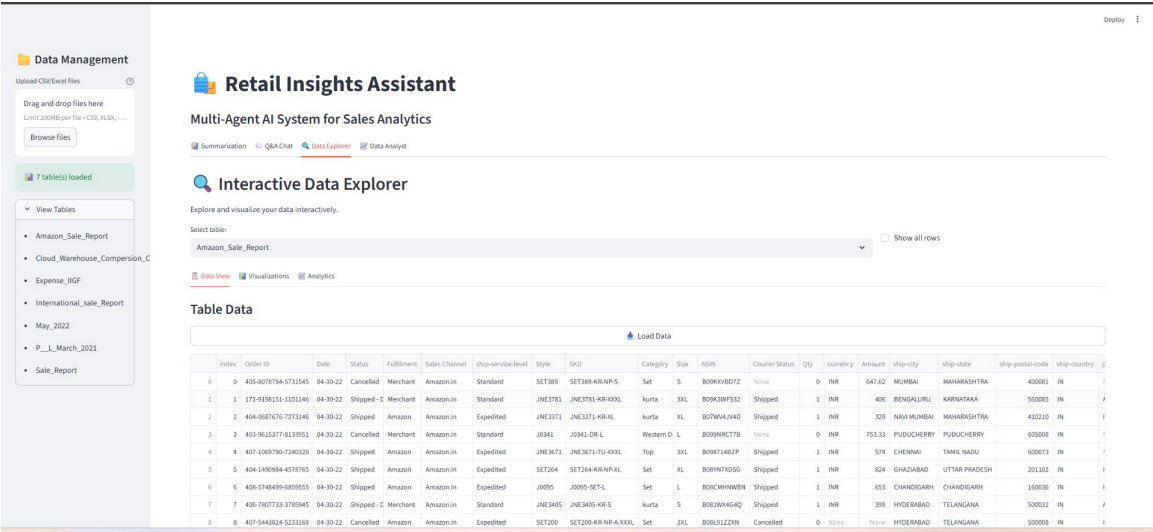 Deploy
Data Management
Upload CSV/Excel files
Drag and drop files here
Limit 200MB per file • CSV, XLSX, ...
Browse files
7 table(s) loaded
View Tables
Amazon_Sale_Report
Cloud_Warehouse_Compersion_C
Expense_IIGF
International_sale_Report
May_2022
P__L_March_2021
Sale_Report
Retail Insights Assistant
Multi-Agent AI System for Sales Analytics
Summarization Q&A Chat Data Explorer Data Analyst
Interactive Data Explorer
Explore and visualize your data interactively.
Select table:
Amazon_Sale_Report
Show all rows
Data View Visualizations Analytics
Table Data
Load Data
index Order ID Date Status Fulfilment Sales Channel ship-service-level Style SKU Category Size ASIN Courier Status Qty currency Amount ship-city ship-state ship-postal-code ship-country
0 0 405-8078784-5731545 04-30-22 Cancelled Merchant Amazon.in Standard SET389 SET389-KR-NP-S Set S B09KXVBD7Z None 0 INR 647.62 MUMBAI MAHARASHTRA 400081 IN
1 1 171-9198151-1101146 04-30-22 Shipped - D Merchant Amazon.in Standard JNE3781 JNE3781-KR-XXXL kurta 3XL B09K3WFS32 Shipped 1 INR 406 BENGALURU KARNATAKA 560085 IN
2 2 404-0687676-7273146 04-30-22 Shipped Amazon Amazon.in Expedited JNE3371 JNE3371-KR-XL kurta XL B07WV4JV4D Shipped 1 INR 329 NAVI MUMBAI MAHARASHTRA 410210 IN
3 3 403-9615377-8133951 04-30-22 Cancelled Merchant Amazon.in Standard J0341 J0341-DR-L Western D L B099NRCT7B None 0 INR 753.33 PUDUCHERRY PUDUCHERRY 605008 IN
4 4 407-1069790-7240320 04-30-22 Shipped Amazon Amazon.in Expedited JNE3671 JNE3671-TU-XXXL Top 3XL B098714BZP Shipped 1 INR 574 CHENNAI TAMIL NADU 600073 IN
5 5 404-1490984-4578765 04-30-22 Shipped Amazon Amazon.in Expedited SET264 SET264-KR-NP-XL Set XL B08YN7XDSG Shipped 1 INR 824 GHAZIABAD UTTAR PRADESH 201102 IN
6 6 408-5748499-6859555 04-30-22 Shipped Amazon Amazon.in Expedited J0095 J0095-SET-L Set L B08CMHNWBN Shipped 1 INR 653 CHANDIGARH CHANDIGARH 160036 IN
7 7 406-7807733-3785945 04-30-22 Shipped - D Merchant Amazon.in Standard JNE3405 JNE3405-KR-S kurta S B081WX4G4Q Shipped 1 INR 399 HYDERABAD TELANGANA 500032 IN
8 8 407-5443024-5233168 04-30-22 Cancelled Amazon Amazon.in Expedited SET200 SET200-KR-NP-A-XXXL Set 3XL B08L91ZZXN Cancelled 0 None None HYDERABAD TELANGANA 500008 IN